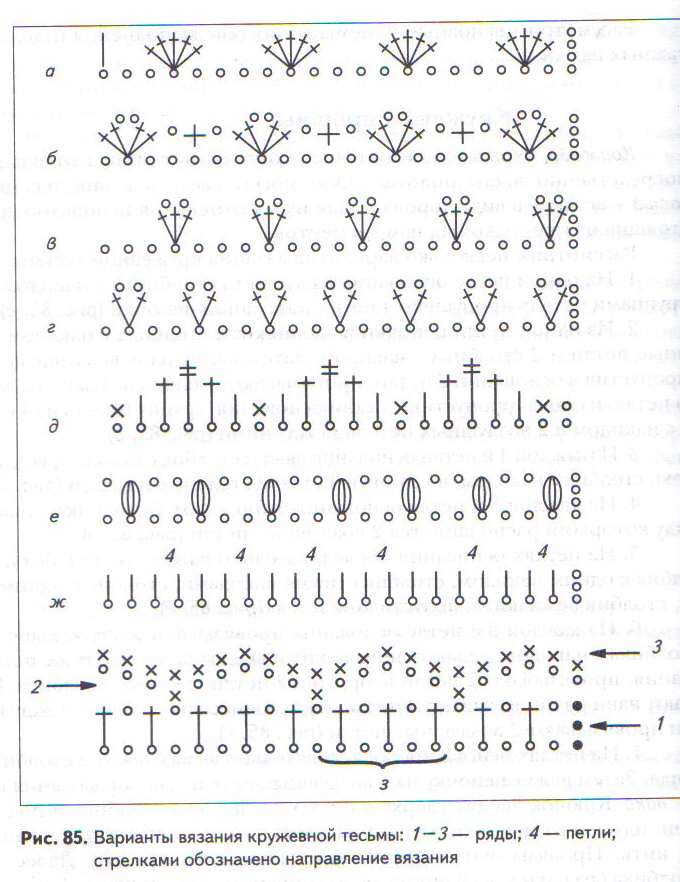 а
б
в
г
д
е
4 4 4 4 4 4
ж
3
2
1
з
Рис. 85. Варианты вязания кружевной тесьмы: 1—3 — ряды; 4 — петли;
стрелками обозначено направление вязания